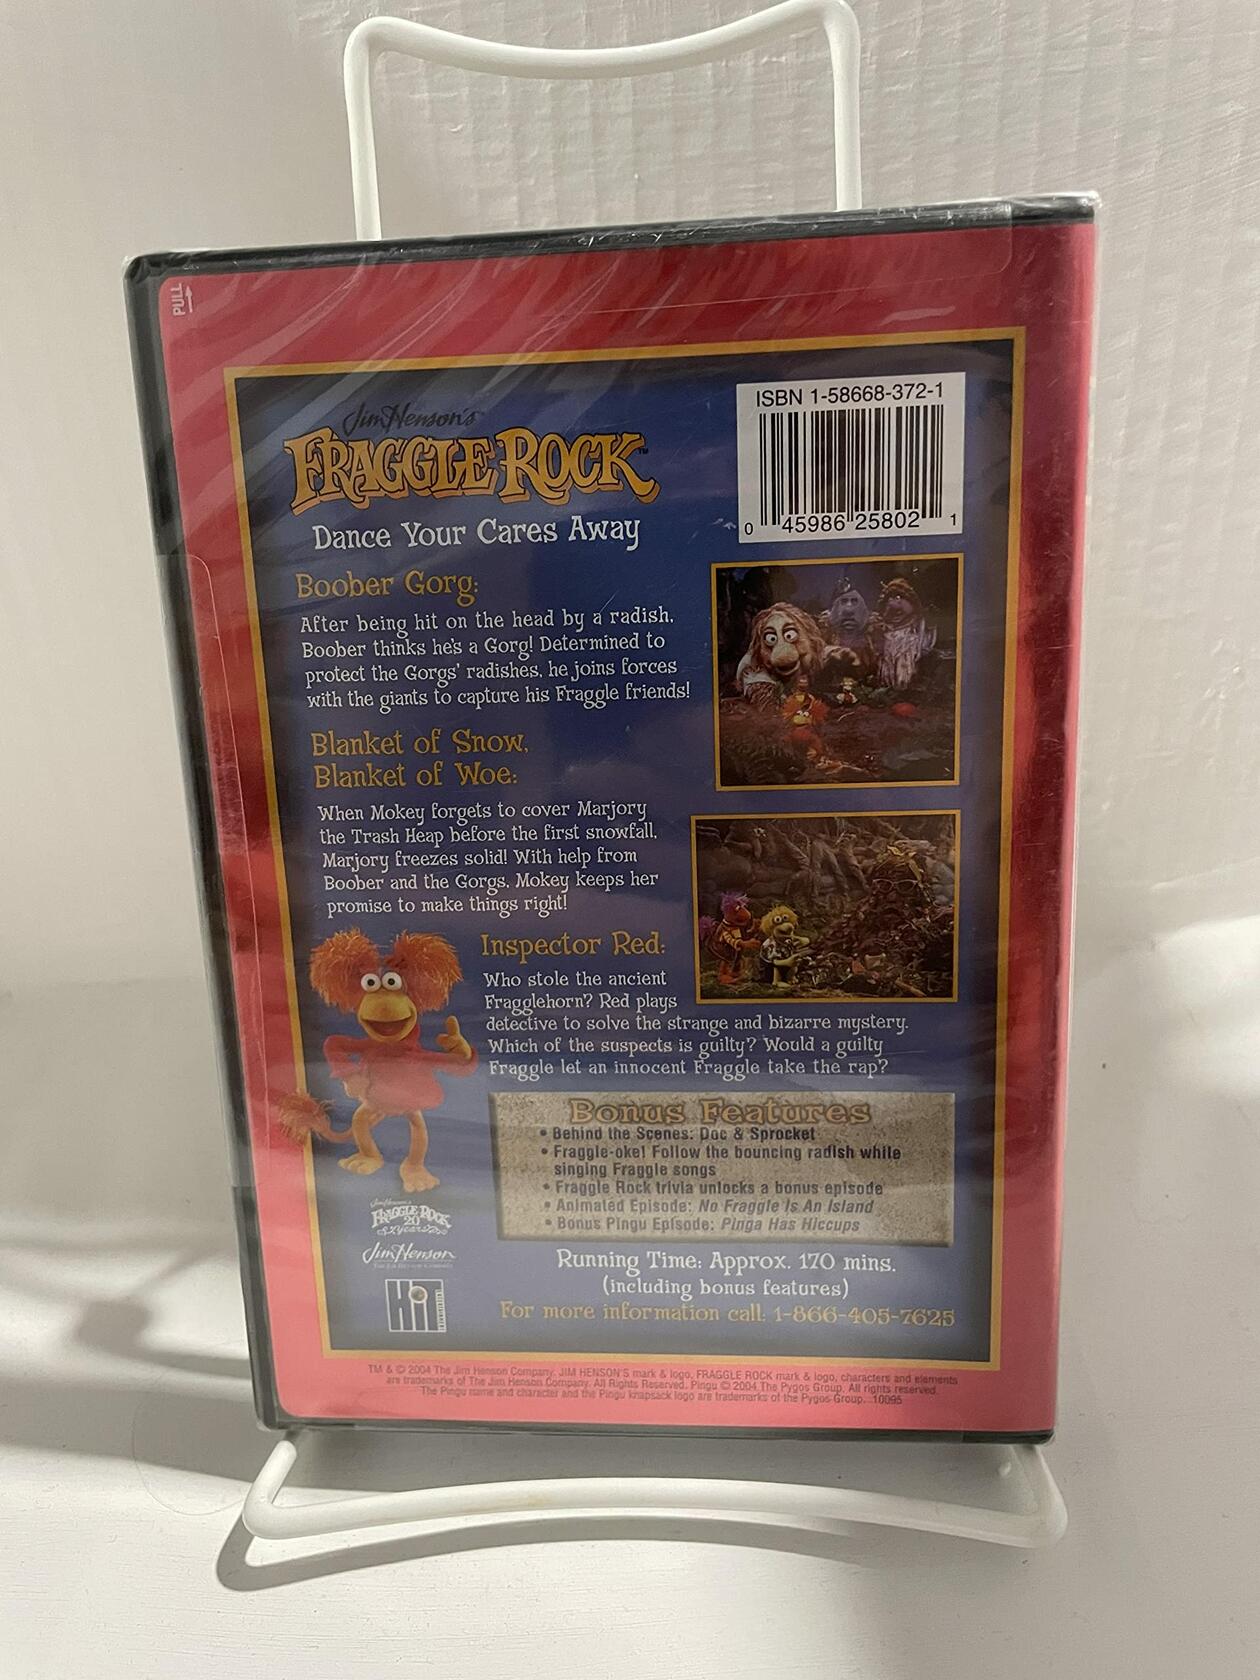 PULL
ISBN 1-58668-372-1
0 45986 25802 1
Jim Henson's
FRAGGLE ROCK™
Dance Your Cares Away
Boober Gorg:
After being hit on the head by a radish,
Boober thinks he's a Gorg! Determined to
protect the Gorgs' radishes, he joins forces
with the giants to capture his Fraggle friends!
Blanket of Snow,
Blanket of Woe:
When Mokey forgets to cover Marjory
the Trash Heap before the first snowfall,
Marjory freezes solid! With help from
Boober and the Gorgs, Mokey keeps her
promise to make things right!
Inspector Red:
Who stole the ancient
Fragglehorn? Red plays
detective to solve the strange and bizarre mystery.
Which of the suspects is guilty? Would a guilty
Fraggle let an innocent Fraggle take the rap?
Bonus Features
• Behind the Scenes: Doc & Sprocket
• Fraggle-oke! Follow the bouncing radish while
singing Fraggle songs
• Fraggle Rock trivia unlocks a bonus episode
• Animated Episode: No Fraggle Is An Island
• Bonus Pingu Episode: Pinga Has Hiccups
Jim Henson's
FRAGGLE ROCK
20
Years
Jim Henson
THE JIM HENSON COMPANY
HiT
Running Time: Approx. 170 mins.
(including bonus features)
For more information call: 1-866-405-7625
TM & © 2004 The Jim Henson Company. JIM HENSON'S mark & logo, FRAGGLE ROCK mark & logo, characters and elements
are trademarks of The Jim Henson Company. All Rights Reserved. Pingu © 2004 The Pygos Group. All rights reserved.
The Pingu name and character and the Pingu knapsack logo are trademarks of the Pygos Group. 10095